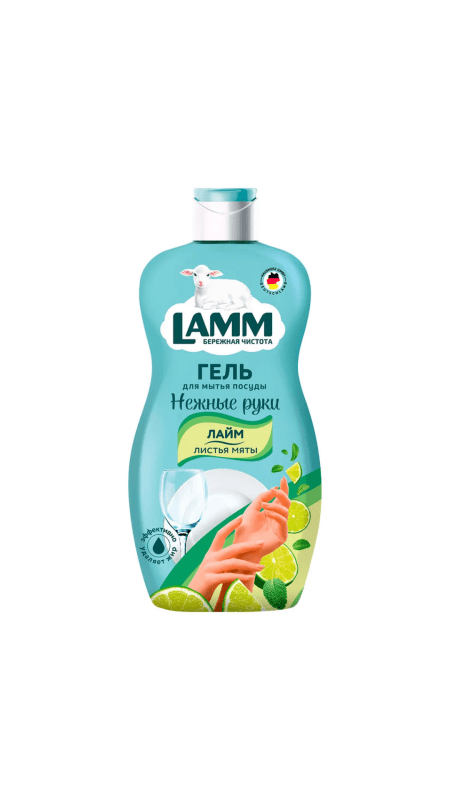 LAMM
БЕРЕЖНАЯ ЧИСТОТА
ГЕЛЬ
ДЛЯ МЫТЬЯ ПОСУДЫ
Нежные руки
ЛАЙМ
ЛИСТЬЯ МЯТЫ
ЭФФЕКТИВНО
УДАЛЯЕТ ЖИР